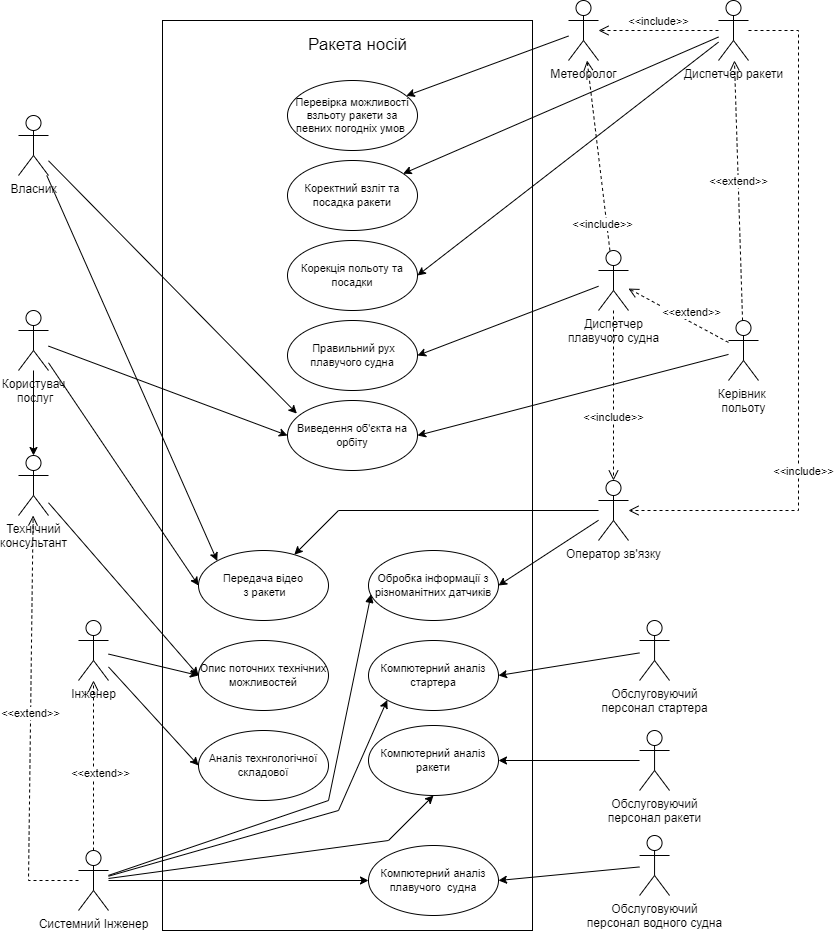 <<include>>
Ракета носій
Метеоролог
Диспетчер ракети
Перевірка можливості
взльоту ракети за
певних погодніх умов
Власник
<<extend>>
Коректний взліт та
посадка ракети
<<include>>
Корекція польоту та
посадки
<<extend>>
Диспетчер
плавучого судна
Правильний рух
плавучого судна
Користувач
послуг
Керівник
польоту
<<include>>
Виведення об'єкта на
орбіту
<<include>>
Технічний
консультант
Оператор зв'язку
Передача відео
з ракети
Обробка інформації з
різноманітних датчиків
Опис поточних технічних
можливостей
Компютерний аналіз
стартера
Інженер
Обслуговуючий
персонал стартера
<<extend>>
Аналіз технгологічної
складової
Компютерний аналіз
ракети
<<extend>>
Обслуговуючий
персонал ракети
Компютерний аналіз
плавучого судна
Системний Інженер
Обслуговуючий
персонал водного судна